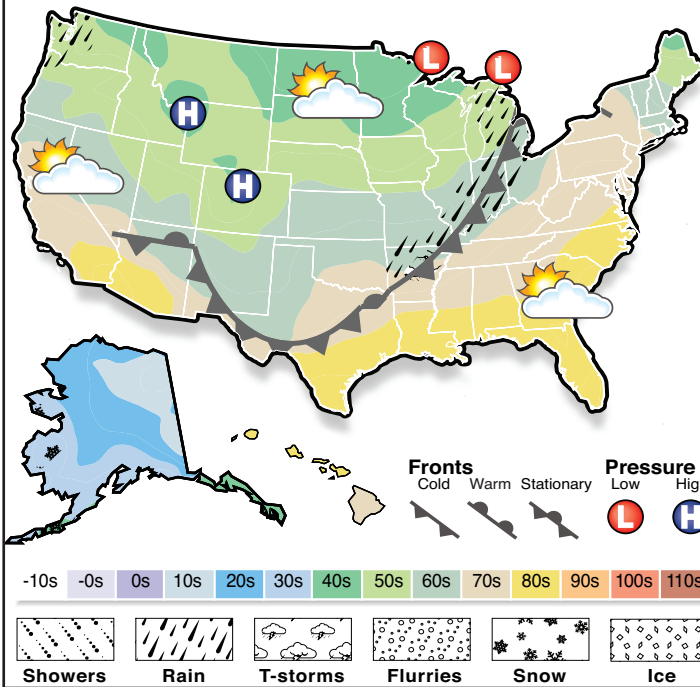 L
L
H
H
Fronts Pressure
Cold Warm Stationary Low Hig
L H
-10s -0s 0s 10s 20s 30s 40s 50s 60s 70s 80s 90s 100s 110s
Showers Rain T-storms Flurries Snow Ice